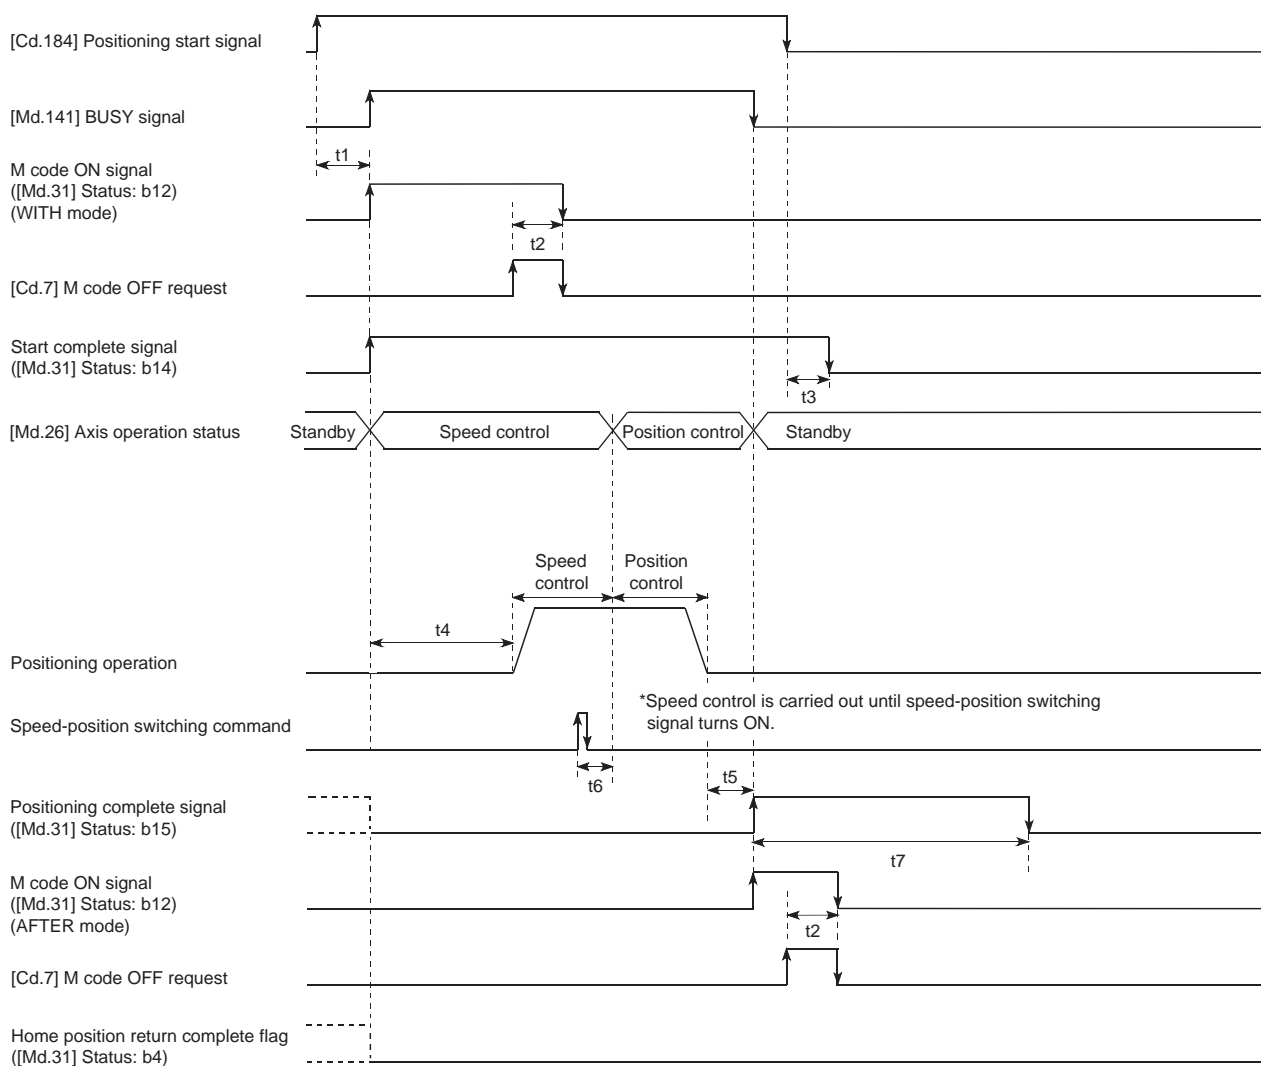 [Cd.184] Positioning start signal
[Md.141] BUSY signal
t1
M code ON signal
([Md.31] Status: b12)
(WITH mode)
t2
[Cd.7] M code OFF request
Start complete signal
([Md.31] Status: b14)
t3
[Md.26] Axis operation status
Standby
Speed control
Position control
Standby
Speed
control
Position
control
t4
Positioning operation
*Speed control is carried out until speed-position switching
signal turns ON.
Speed-position switching command
t6
t5
Positioning complete signal
([Md.31] Status: b15)
t7
M code ON signal
([Md.31] Status: b12)
(AFTER mode)
t2
[Cd.7] M code OFF request
Home position return complete flag
([Md.31] Status: b4)